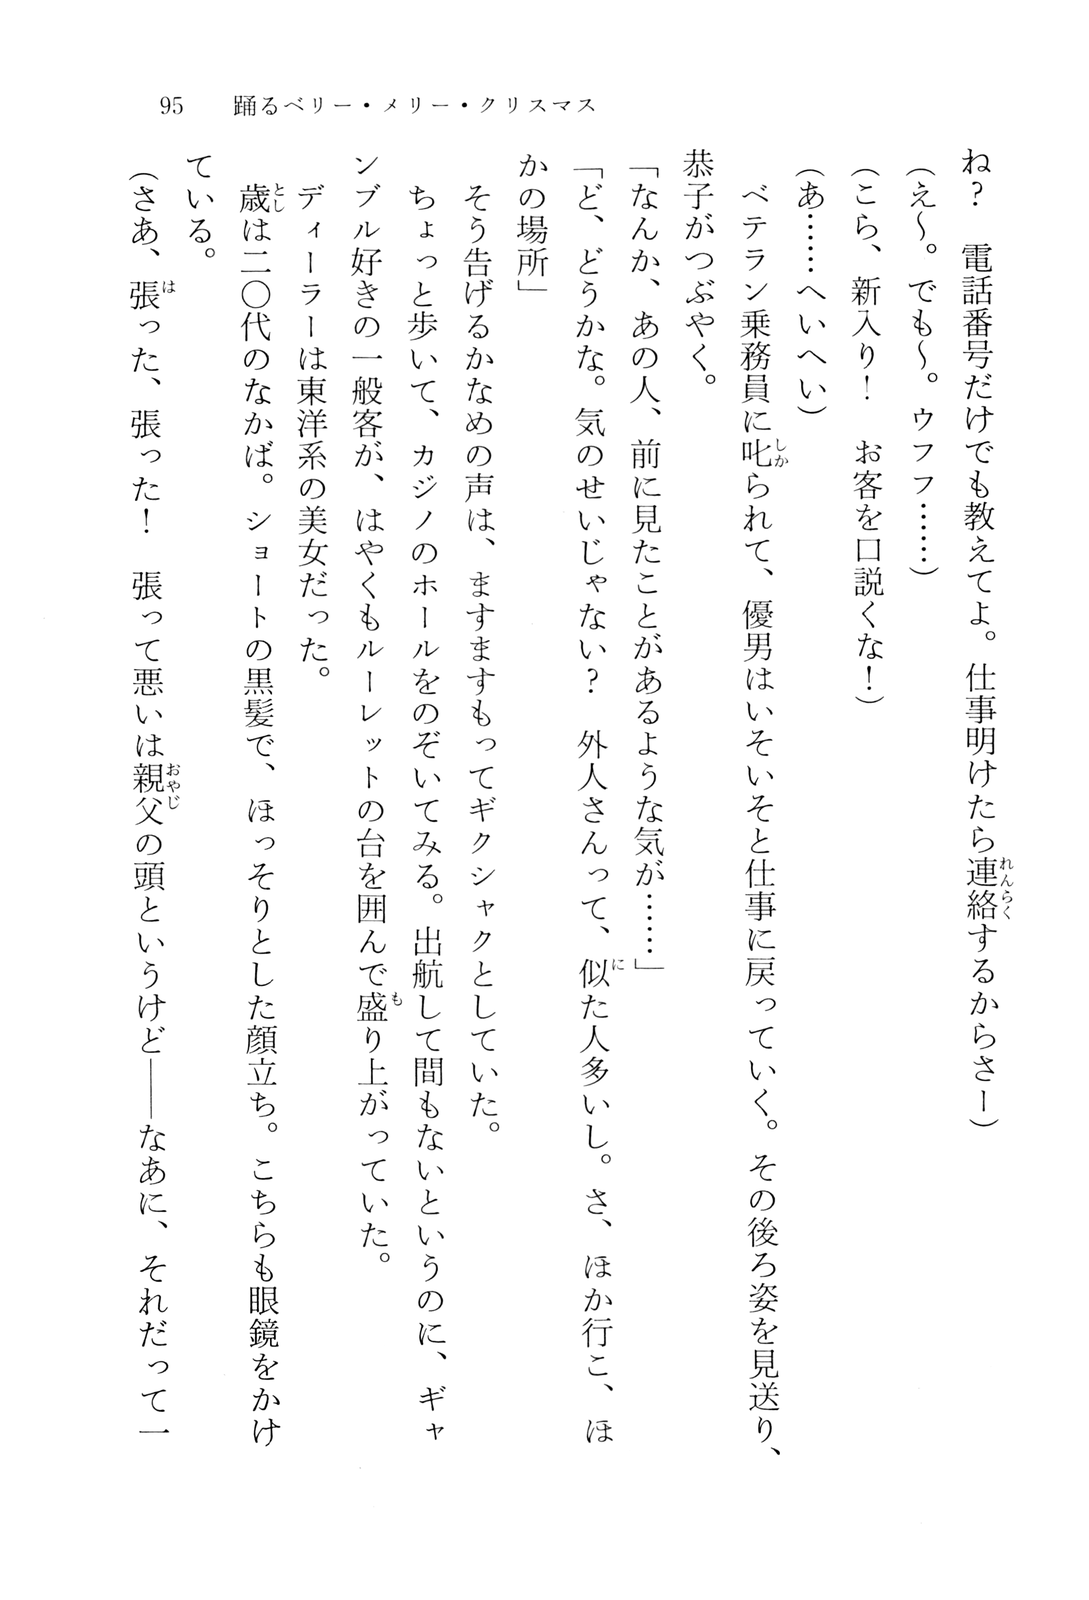 95　踊るベリー・メリー・クリスマス
ね？　電話番号だけでも教えてよ。仕事明けたら連絡するからさー）
（え〜。でも〜。ウフフ……）
（こら、新入り！　お客を口説くな！）
（あ……へいへい）
　ベテラン乗務員に叱られて、優男はいそいそと仕事に戻っていく。その後ろ姿を見送り、
恭子がつぶやく。
「なんか、あの人、前に見たことがあるような気が……」
「ど、どうかな。気のせいじゃない？　外人さんって、似た人多いし。さ、ほか行こ、ほ
かの場所」
　そう告げるかなめの声は、ますますもってギクシャクとしていた。
　ちょっと歩いて、カジノのホールをのぞいてみる。出航して間もないというのに、ギャ
ンブル好きの一般客が、はやくもルーレットの台を囲んで盛り上がっていた。
　ディーラーは東洋系の美女だった。
　歳は二〇代のなかば。ショートの黒髪で、ほっそりとした顔立ち。こちらも眼鏡をかけ
ている。
（さあ、張った、張った！　張って悪いは親父の頭というけど――なあに、それだって一